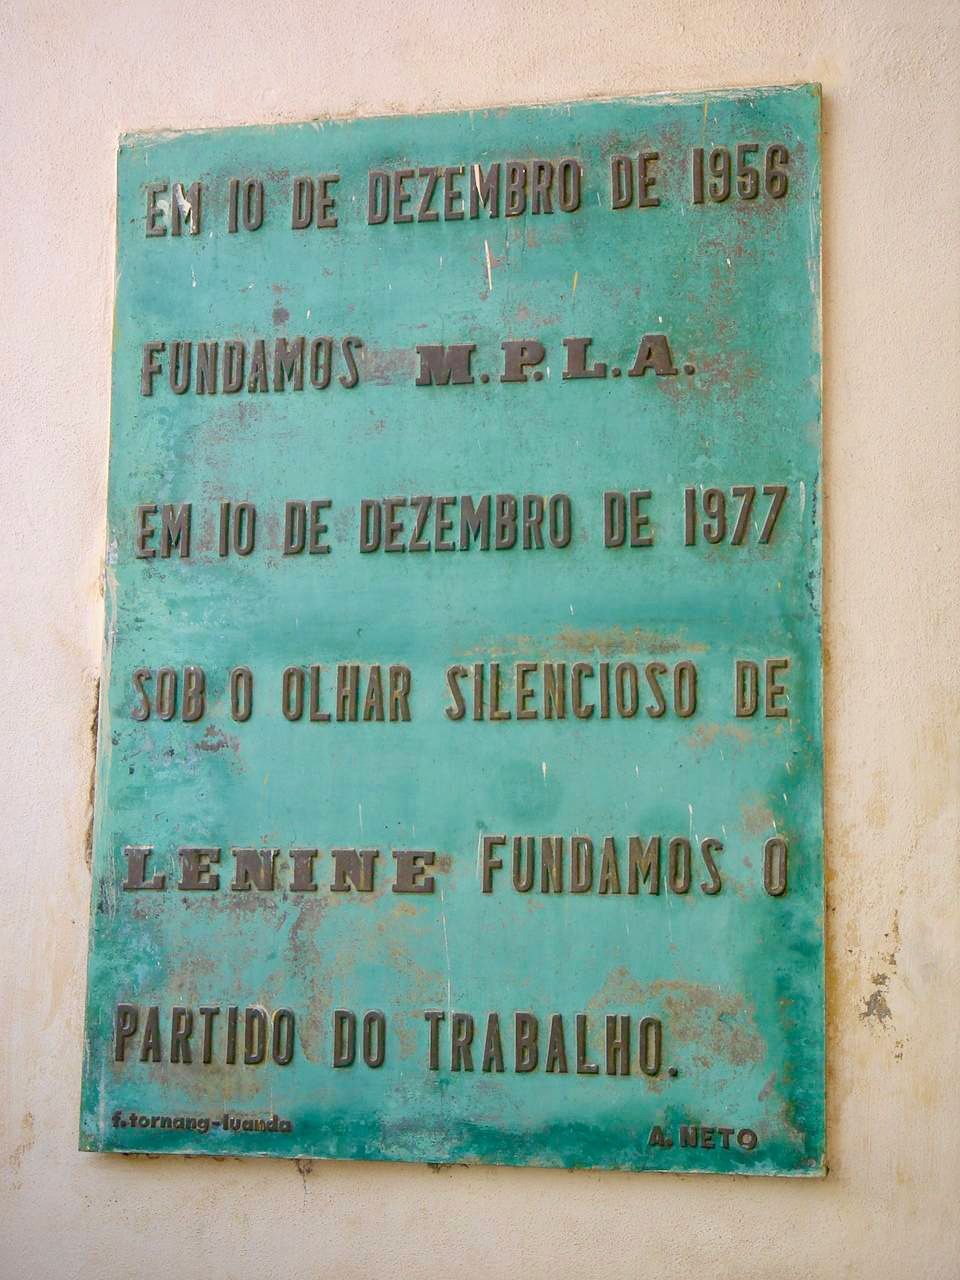 EM 10 DE DEZEMBRO DE 1956
FUNDAMOS M.P.L.A.
EM 10 DE DEZEMBRO DE 1977
SOB O OLHAR SILENCIOSO DE
LENINE FUNDAMOS O
PARTIDO DO TRABALHO.
f.tornang-luanda
A. NETO